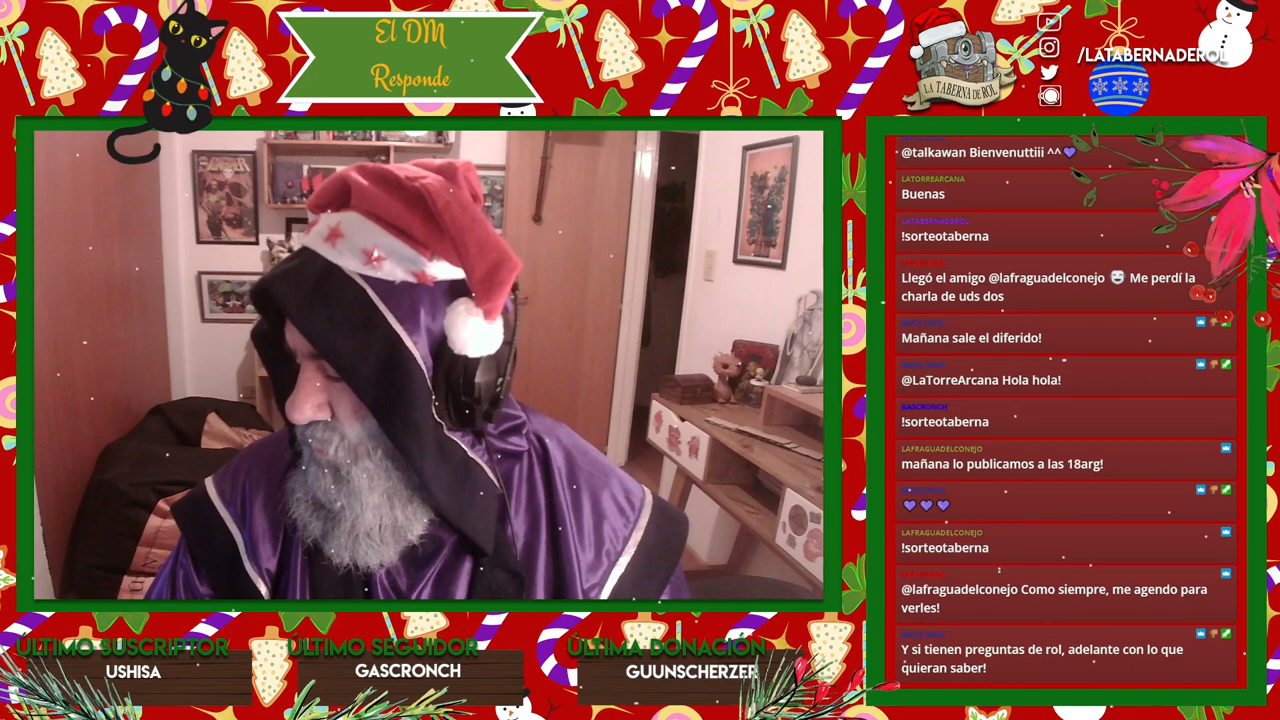 El DM
Responde
LA TABERNA DE ROL
/LATABERNADEROL
@talkawan Bienvenuttiii ^^
LATORREARCANA
Buenas
LATABERNADEROL
!sorteotaberna
Llegó el amigo @lafraguadelconejo Me perdí la
charla de uds dos
Mañana sale el diferido!
@LaTorreArcana Hola hola!
GASCRONCH
!sorteotaberna
LAFRAGUADELCONEJO
mañana lo publicamos a las 18arg!
LAFRAGUADELCONEJO
!sorteotaberna
@lafraguadelconejo Como siempre, me agendo para
verles!
Y si tienen preguntas de rol, adelante con lo que
quieran saber!
ÚLTIMO SUSCRIPTOR
USHISA
ÚLTIMO SEGUIDOR
GASCRONCH
ÚLTIMA DONACIÓN
GUUNSCHERZER